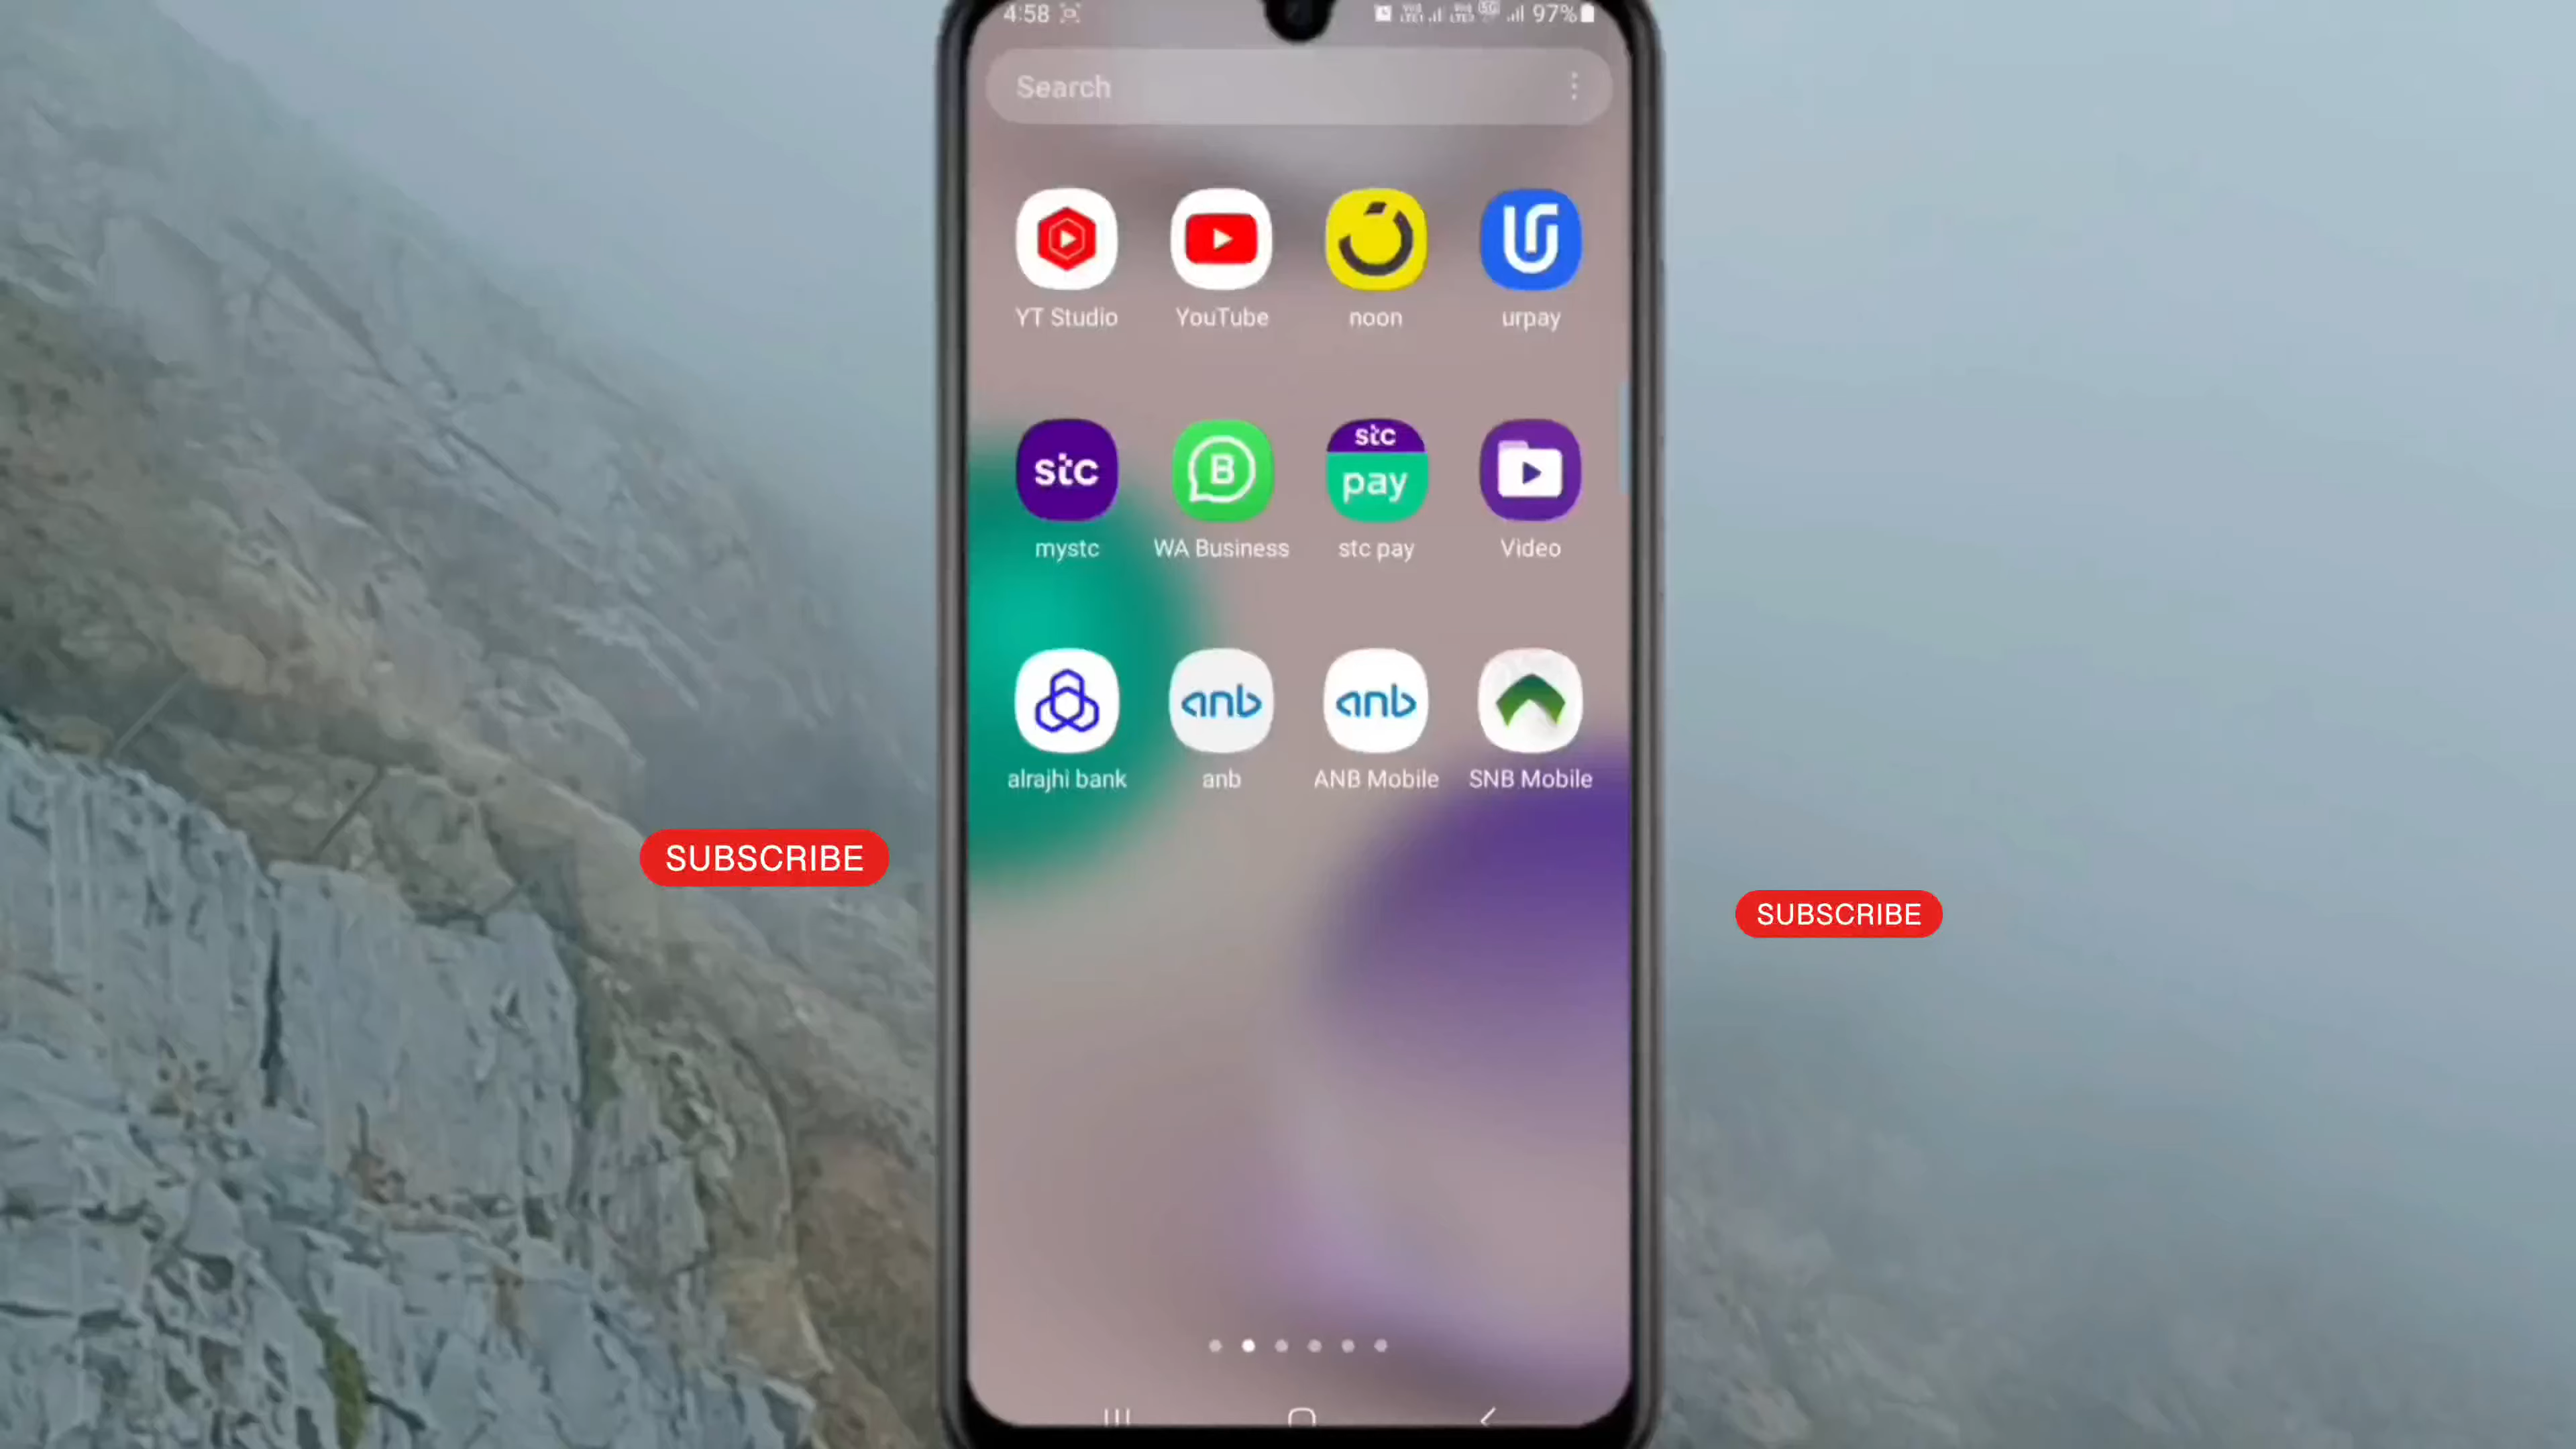 4:58
97%
Search
YT Studio
YouTube
noon
urpay
stc
B
stc
pay
mystc
WA Business
stc pay
Video
anb
anb
alrajhi bank
anb
ANB Mobile
SNB Mobile
SUBSCRIBE
SUBSCRIBE